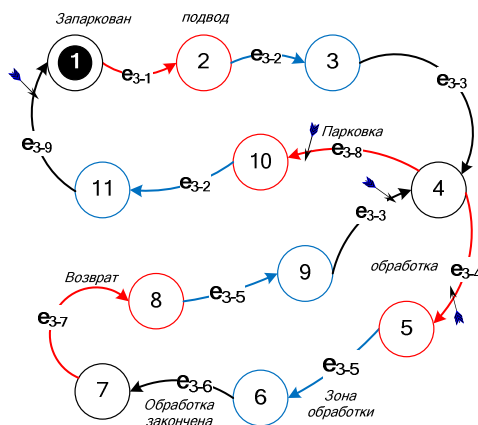 Запаркован
подвод
1
e3-1
2
e3-2
3
e3-3
e3-9
Парковка
e3-8
10
11
e3-2
4
e3-3
обработка
e3-4
Возврат
8
e3-5
9
e3-7
5
7
e3-6
6
e3-5
Обработка
закончена
Зона
обработки